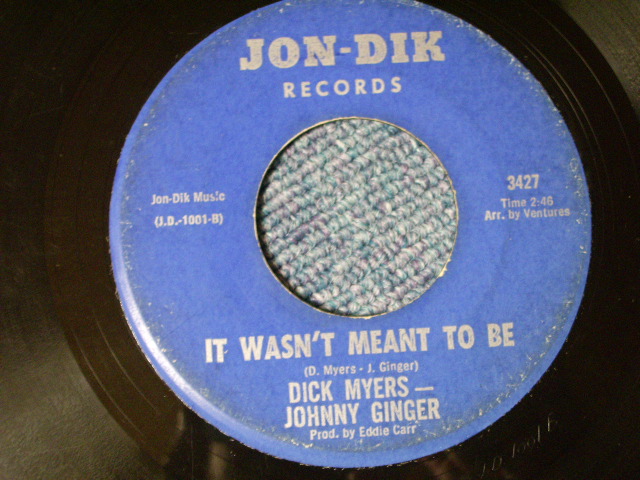 JON-DIK
RECORDS
Jon-Dik Music
(J.D.-1001-B)
3427
Time 2:46
Arr. by Ventures
IT WASN'T MEANT TO BE
(D. Myers - J. Ginger)
DICK MYERS —
JOHNNY GINGER
Prod. by Eddie Carr